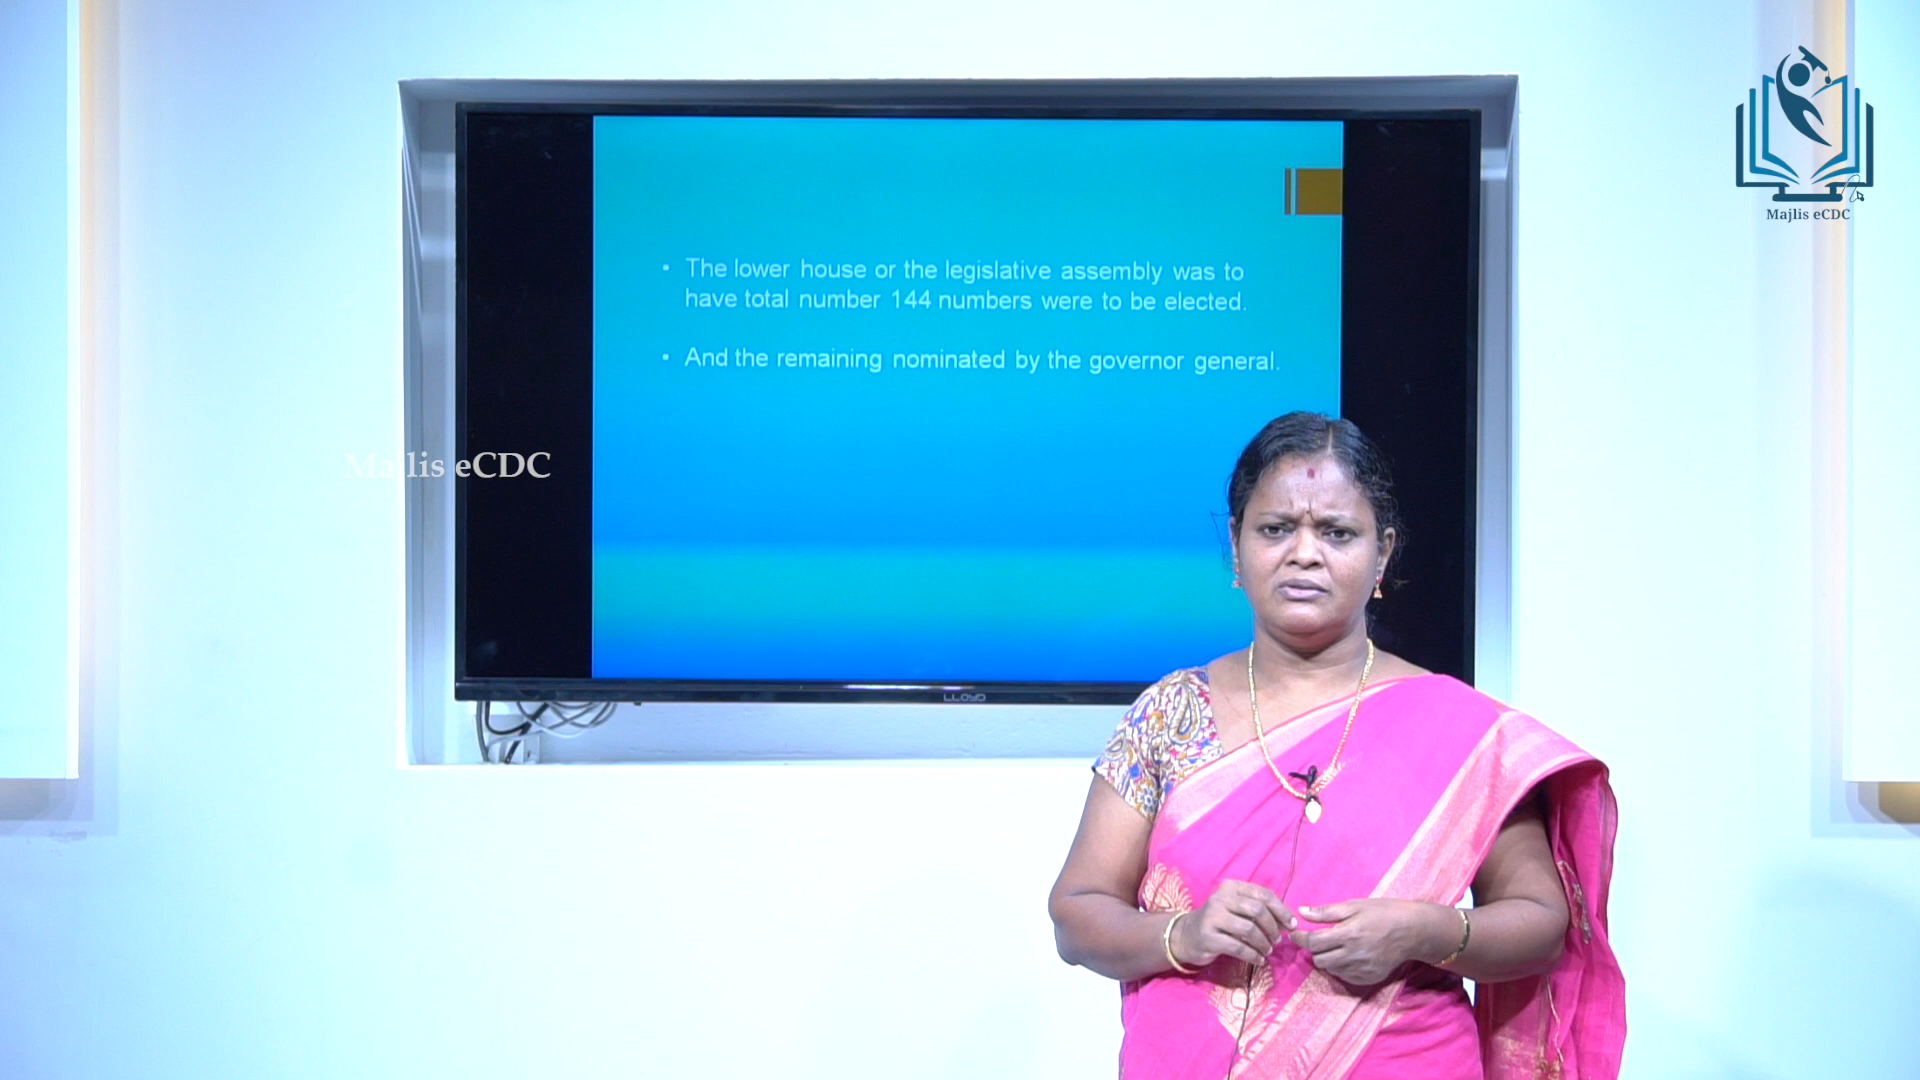 Majlis eCDC
• The lower house or the legislative assembly was to
have total number 144 numbers were to be elected.
• And the remaining nominated by the governor general.
Majlis eCDC
LLOYD